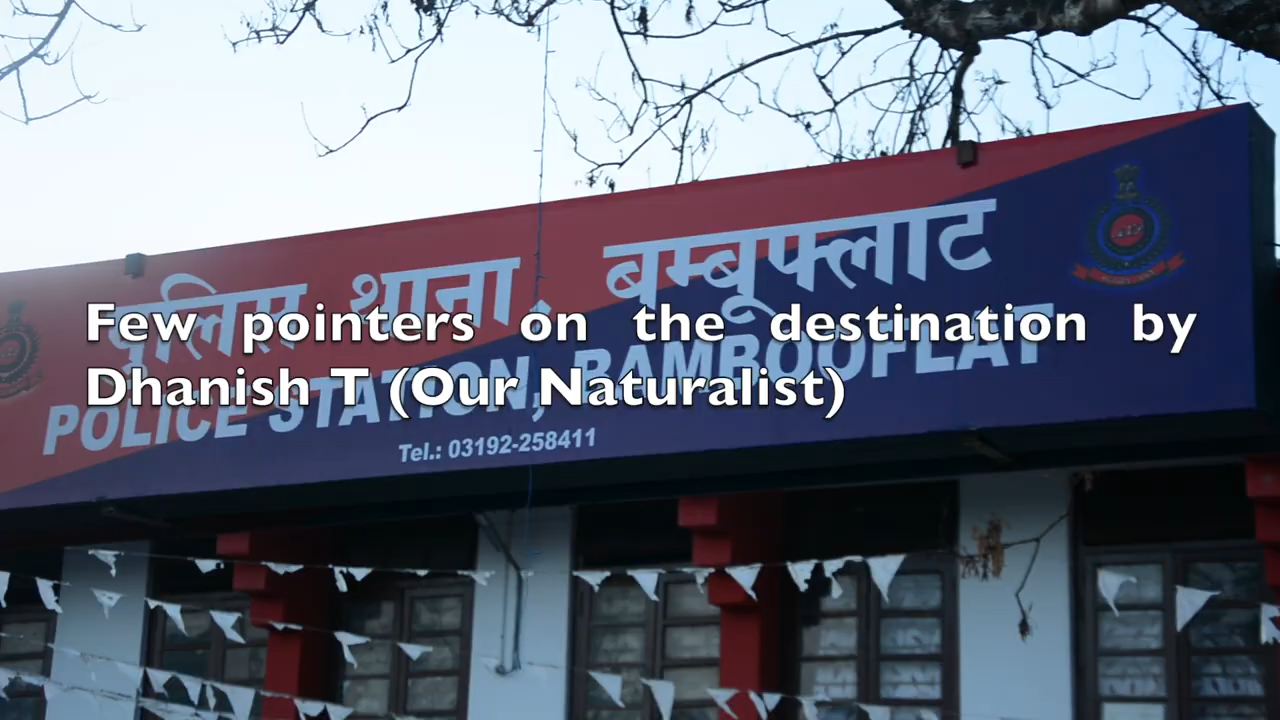 पुलिस थाना, बम्बूफ्लाट
Few pointers on the destination by
Dhanish T (Our Naturalist)
POLICE STATION, BAMBOOFLAT
Tel.: 03192-258411